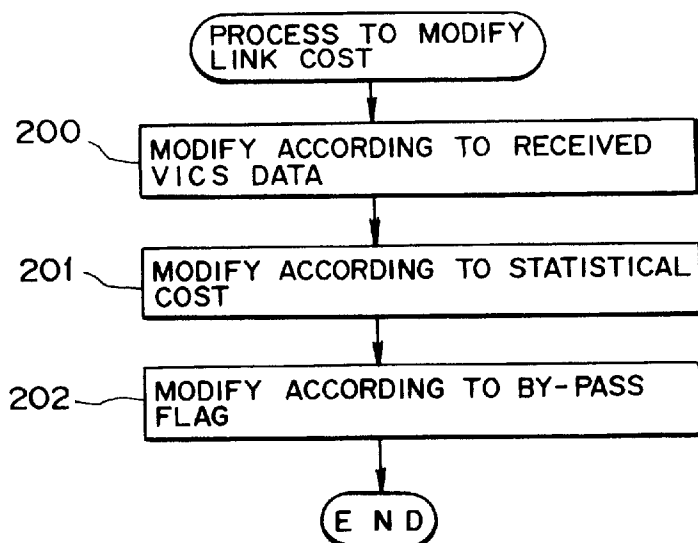 PROCESS TO MODIFY
LINK COST
200
MODIFY ACCORDING TO RECEIVED
VICS DATA
201
MODIFY ACCORDING TO STATISTICAL
COST
202
MODIFY ACCORDING TO BY-PASS
FLAG
END